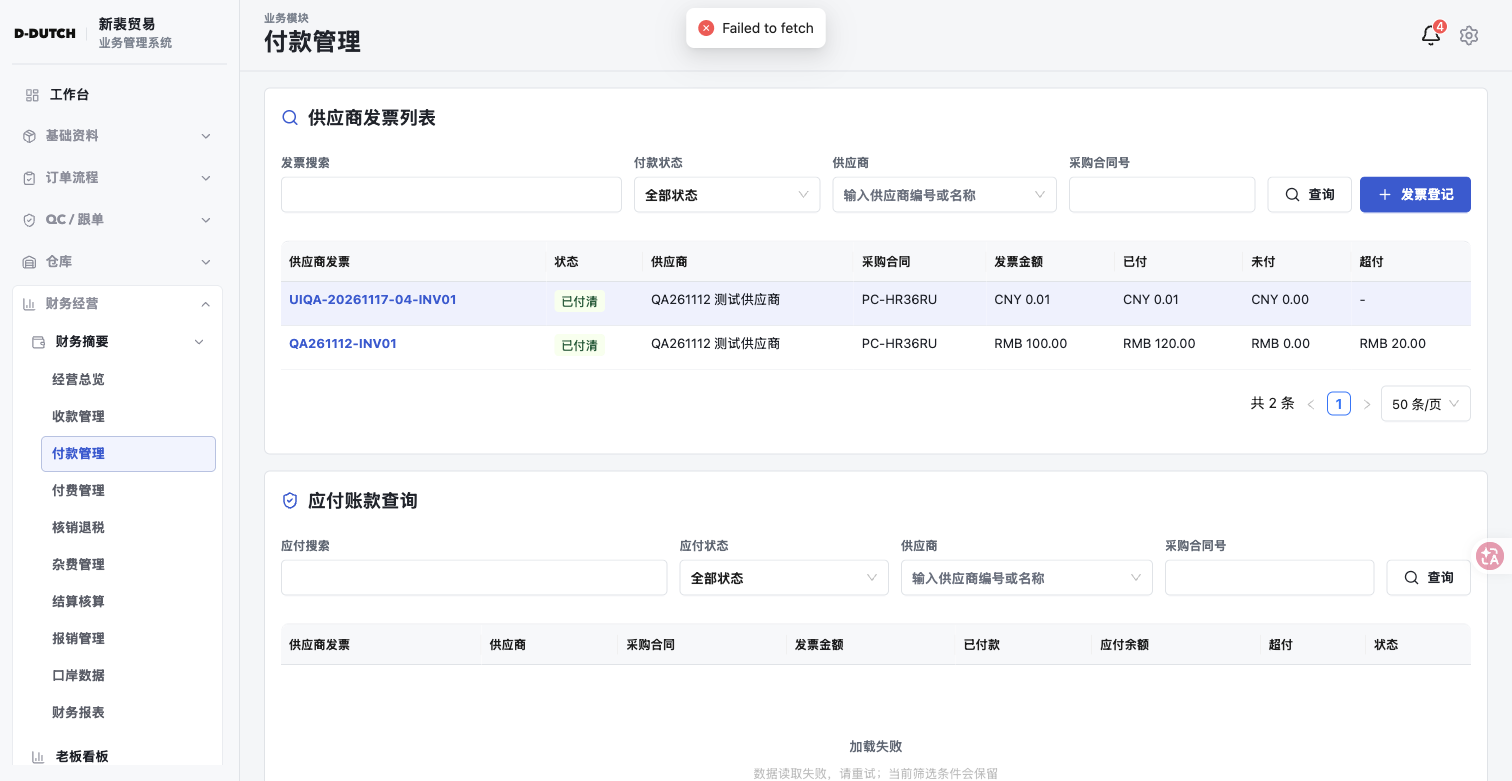 D-DUTCH
新装贸易
业务管理系统
工作台
基础资料
订单流程
QC / 跟单
仓库
财务经营
财务摘要
经营总览
收款管理
付款管理
付费管理
核销退税
杂费管理
结算核算
报销管理
口岸数据
财务报表
老板看板
业务模块
付款管理
Failed to fetch
4
供应商发票列表
发票搜索 付款状态 供应商 采购合同号
全部状态 输入供应商编号或名称 查询 发票登记
供应商发票 状态 供应商 采购合同 发票金额 已付 未付 超付
UIQA-20261117-04-INV01 已付清 QA261112 测试供应商 PC-HR36RU CNY 0.01 CNY 0.01 CNY 0.00 -
QA261112-INV01 已付清 QA261112 测试供应商 PC-HR36RU RMB 100.00 RMB 120.00 RMB 0.00 RMB 20.00
共 2 条 1 50 条/页
应付账款查询
应付搜索 应付状态 供应商 采购合同号
全部状态 输入供应商编号或名称 查询
供应商发票 供应商 采购合同 发票金额 已付款 应付余额 超付 状态
加载失败
数据读取失败，请重试；当前筛选条件会保留